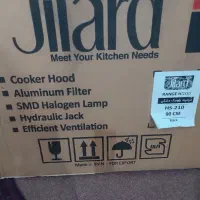 Jilard
Meet Your Kitchen Needs
Cooker Hood
Aluminum Filter
SMD Halogen Lamp
Hydraulic Jack
Efficient Ventilation
Jilard
RANGE HOOD
HS-210
90 CM